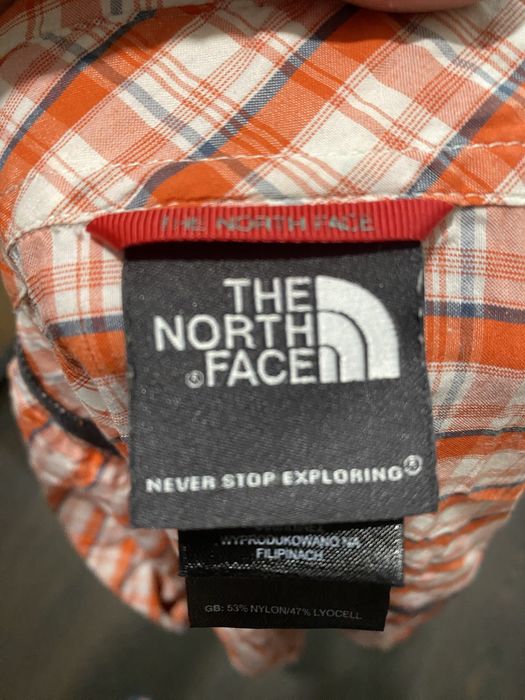 THE NORTH FACE
THE
NORTH
FACE
NEVER STOP EXPLORING®
WYPRODUKOWANO NA
FILIPINACH
GB: 53% NYLON/47% LYOCELL